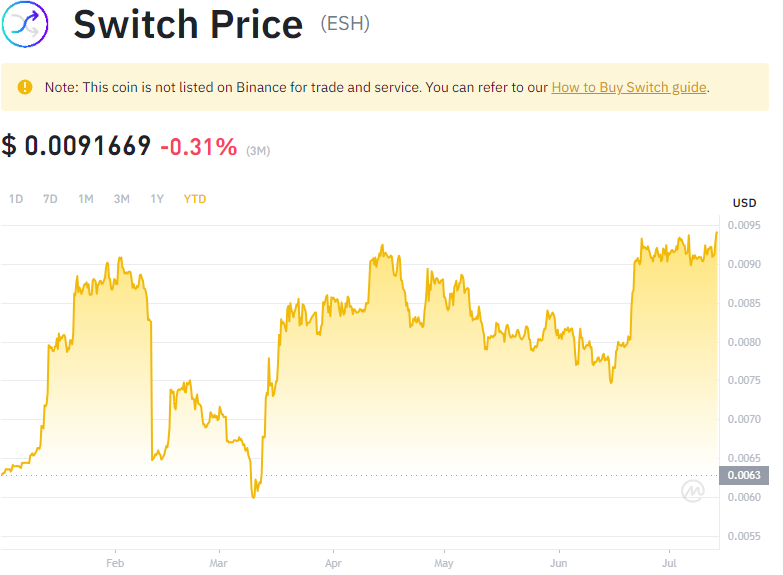 Switch Price (ESH)
Note: This coin is not listed on Binance for trade and service. You can refer to our How to Buy Switch guide.
$ 0.0091669 -0.31% (3M)
1D 7D 1M 3M 1Y YTD
USD
0.0095
0.0090
0.0085
0.0080
0.0075
0.0070
0.0065
0.0063
0.0060
0.0055
Feb Mar Apr May Jun Jul